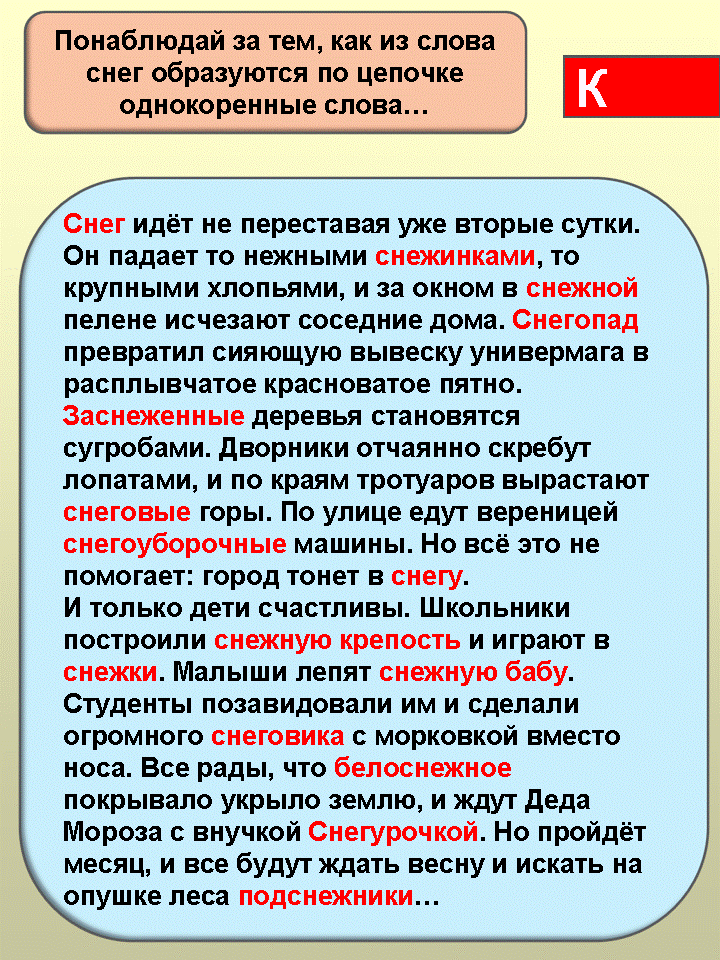 Понаблюдай за тем, как из слова
снег образуются по цепочке
однокоренные слова…
К
Снег идёт не переставая уже вторые сутки.
Он падает то нежными снежинками, то
крупными хлопьями, и за окном в снежной
пелене исчезают соседние дома. Снегопад
превратил сияющую вывеску универмага в
расплывчатое красноватое пятно.
Заснеженные деревья становятся
сугробами. Дворники отчаянно скребут
лопатами, и по краям тротуаров вырастают
снеговые горы. По улице едут вереницей
снегоуборочные машины. Но всё это не
помогает: город тонет в снегу.
И только дети счастливы. Школьники
построили снежную крепость и играют в
снежки. Малыши лепят снежную бабу.
Студенты позавидовали им и сделали
огромного снеговика с морковкой вместо
носа. Все рады, что белоснежное
покрывало укрыло землю, и ждут Деда
Мороза с внучкой Снегурочкой. Но пройдёт
месяц, и все будут ждать весну и искать на
опушке леса подснежники…